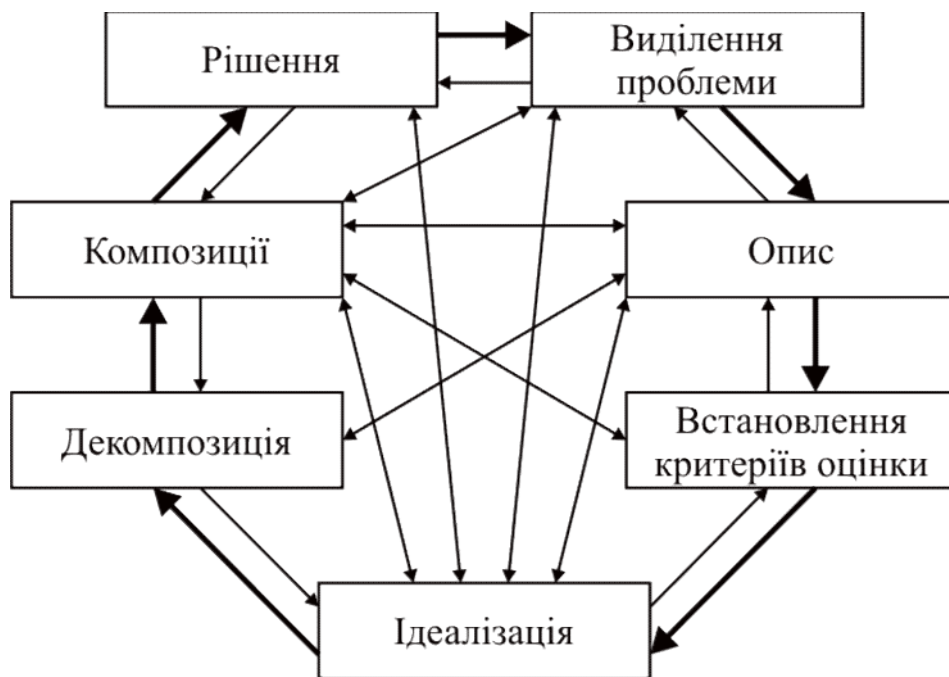 Рішення
Виділення
проблеми
Композиції
Опис
Декомпозиція
Встановлення
критеріїв оцінки
Ідеалізація